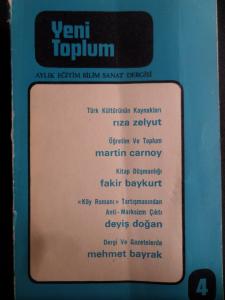 Yeni
Toplum
AYLIK EĞİTİM BİLİM SANAT DERGİSİ
Türk Kültürünün Kaynakları
rıza zelyut
Öğretim Ve Toplum
martin carnoy
Kitap Düşmanlığı
fakir baykurt
«Köy Romanı» Tartışmasından
Anti-Marksizm Çıktı
deyiş doğan
Dergi Ve Gazetelerde
mehmet bayrak
4